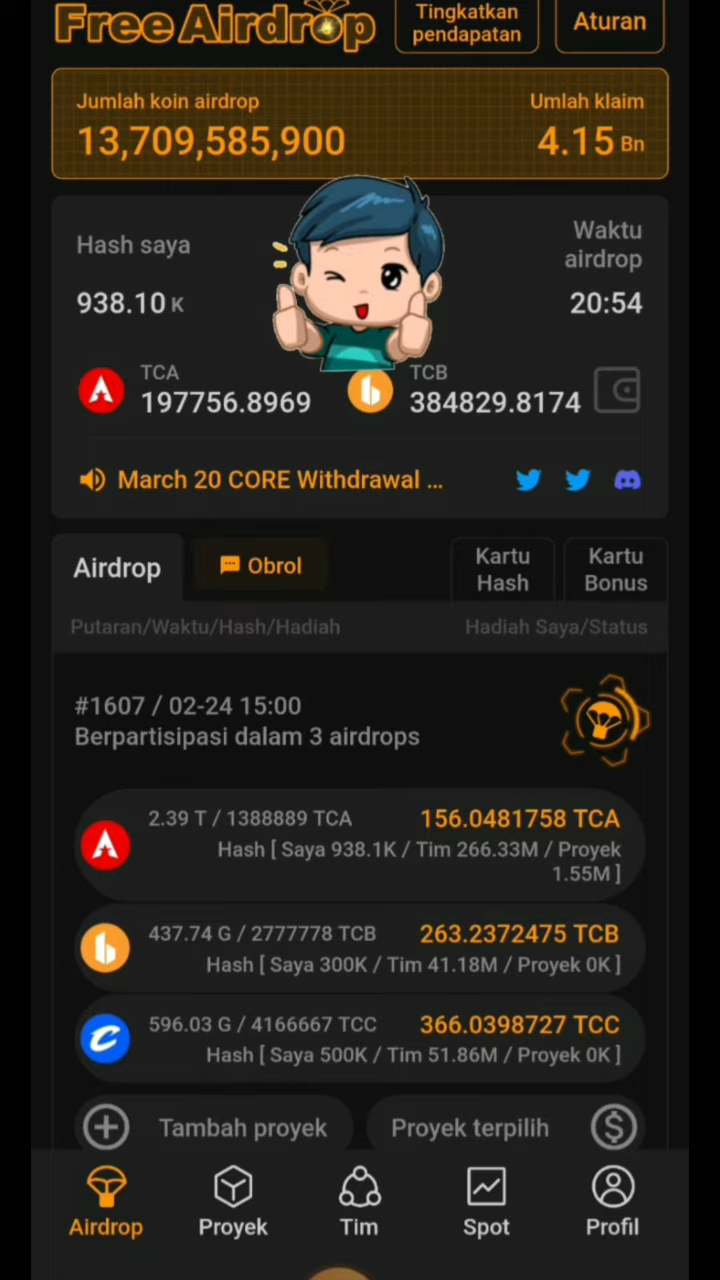 Free Airdrop
Tingkatkan
pendapatan
Aturan
Jumlah koin airdrop
Umlah klaim
13,709,585,900
4.15 Bn
Hash saya
Waktu
airdrop
938.10 K
20:54
TCA
197756.8969
TCB
384829.8174
March 20 CORE Withdrawal ...
Airdrop
Obrol
Kartu
Hash
Kartu
Bonus
Putaran/Waktu/Hash/Hadiah
Hadiah Saya/Status
#1607 / 02-24 15:00
Berpartisipasi dalam 3 airdrops
2.39 T / 1388889 TCA
156.0481758 TCA
Hash [ Saya 938.1K / Tim 266.33M / Proyek
1.55M ]
437.74 G / 2777778 TCB
263.2372475 TCB
Hash [ Saya 300K / Tim 41.18M / Proyek 0K ]
596.03 G / 4166667 TCC
366.0398727 TCC
Hash [ Saya 500K / Tim 51.86M / Proyek 0K ]
Tambah proyek
Proyek terpilih
Airdrop
Proyek
Tim
Spot
Profil